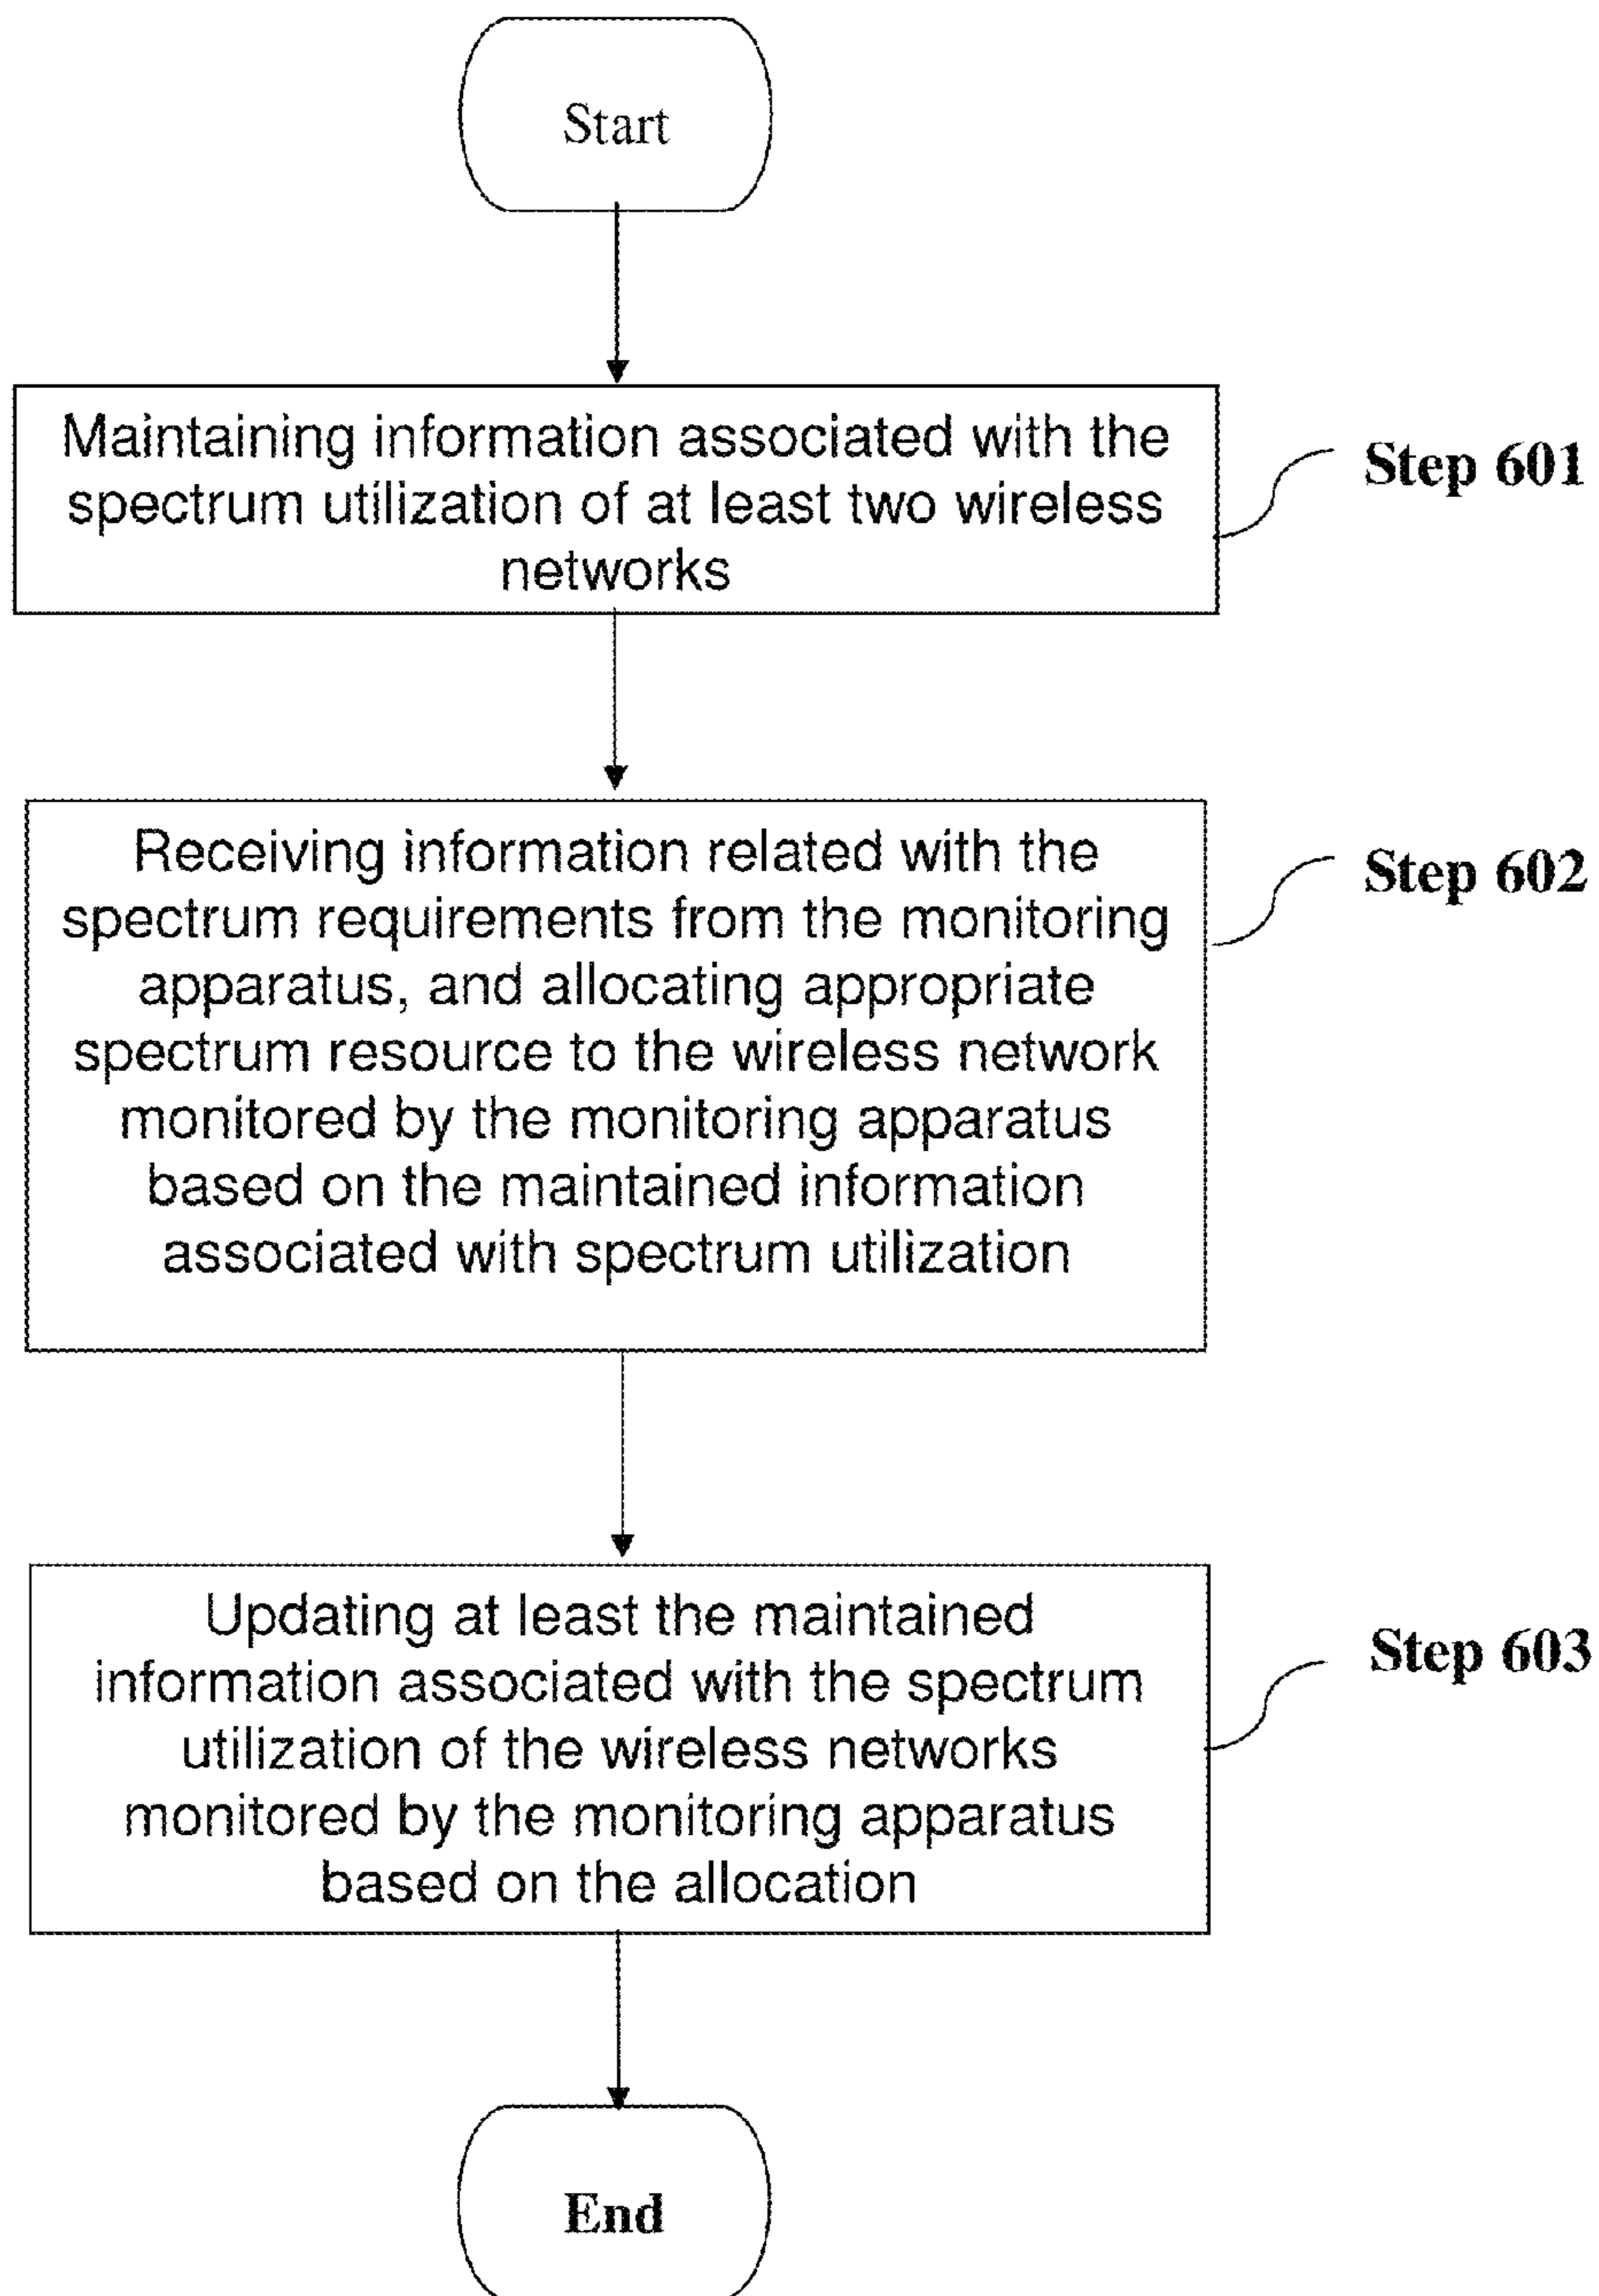 Start
Maintaining information associated with the
spectrum utilization of at least two wireless
networks
Step 601
Receiving information related with the
spectrum requirements from the monitoring
apparatus, and allocating appropriate
spectrum resource to the wireless network
monitored by the monitoring apparatus
based on the maintained information
associated with spectrum utilization
Step 602
Updating at least the maintained
information associated with the spectrum
utilization of the wireless networks
monitored by the monitoring apparatus
based on the allocation
Step 603
End